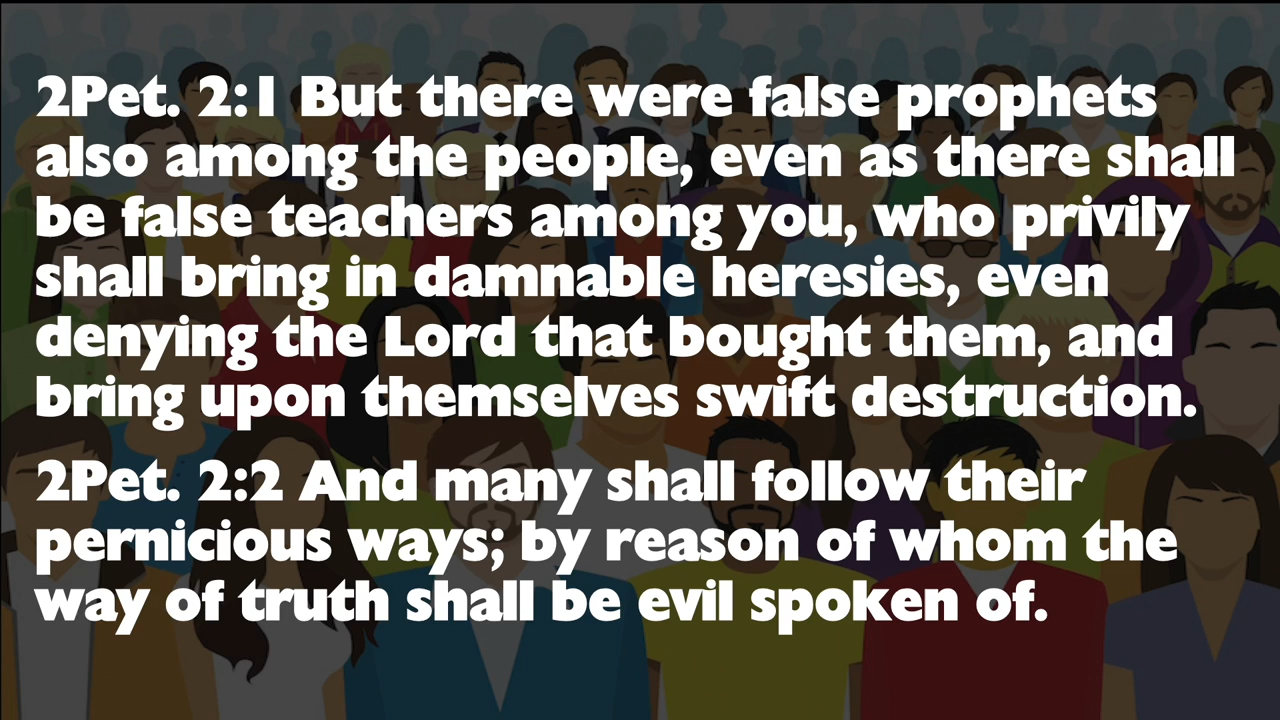 2Pet. 2:1 But there were false prophets
also among the people, even as there shall
be false teachers among you, who privily
shall bring in damnable heresies, even
denying the Lord that bought them, and
bring upon themselves swift destruction.
2Pet. 2:2 And many shall follow their
pernicious ways; by reason of whom the
way of truth shall be evil spoken of.